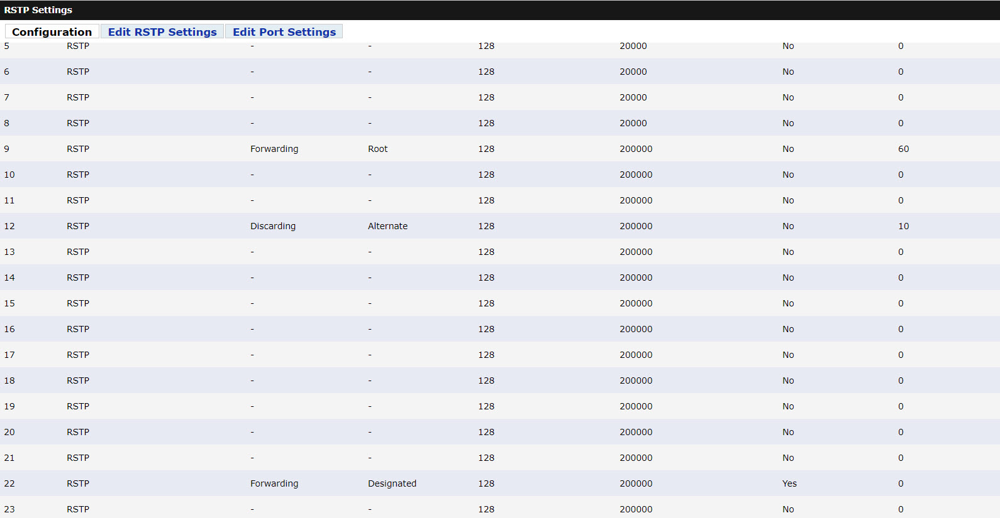 RSTP Settings
Configuration Edit RSTP Settings Edit Port Settings
5 RSTP - - 128 20000 No 0
6 RSTP - - 128 20000 No 0
7 RSTP - - 128 20000 No 0
8 RSTP - - 128 20000 No 0
9 RSTP Forwarding Root 128 200000 No 60
10 RSTP - - 128 200000 No 0
11 RSTP - - 128 200000 No 0
12 RSTP Discarding Alternate 128 200000 No 10
13 RSTP - - 128 200000 No 0
14 RSTP - - 128 200000 No 0
15 RSTP - - 128 200000 No 0
16 RSTP - - 128 200000 No 0
17 RSTP - - 128 200000 No 0
18 RSTP - - 128 200000 No 0
19 RSTP - - 128 200000 No 0
20 RSTP - - 128 200000 No 0
21 RSTP - - 128 200000 No 0
22 RSTP Forwarding Designated 128 200000 Yes 0
23 RSTP - - 128 200000 No 0